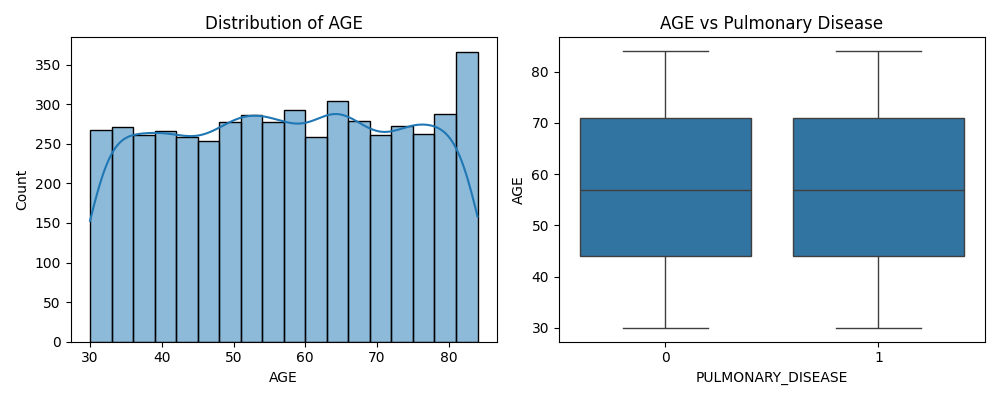 Distribution of AGE
350
300
250
200
150
100
50
0
Count
30 40 50 60 70 80
AGE
AGE vs Pulmonary Disease
80
70
60
50
40
30
AGE
0 1
PULMONARY_DISEASE